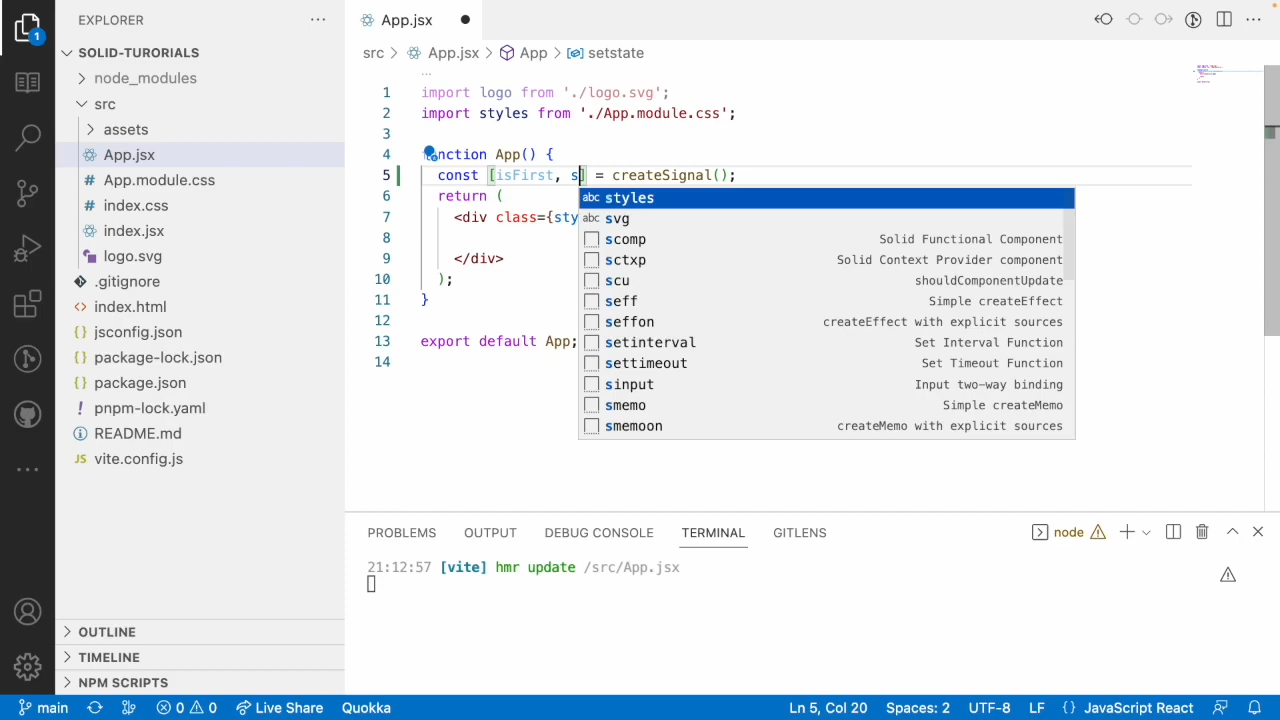 EXPLORER
App.jsx
1
SOLID-TURORIALS
node_modules
src
assets
App.jsx
App.module.css
index.css
index.jsx
logo.svg
.gitignore
index.html
jsconfig.json
package-lock.json
package.json
pnpm-lock.yaml
README.md
vite.config.js
OUTLINE
TIMELINE
NPM SCRIPTS
src > App.jsx > App > setstate
1 import logo from './logo.svg';
2 import styles from './App.module.css';
3
4 function App() {
5 const [isFirst, s] = createSignal();
6 return (
7 <div class={sty
8
9 </div>
10 );
11 }
12
13 export default App;
14
abc styles
abc svg
scomp Solid Functional Component
sctxp Solid Context Provider component
scu shouldComponentUpdate
seff Simple createEffect
seffon createEffect with explicit sources
setinterval Set Interval Function
settimeout Set Timeout Function
sinput Input two-way binding
smemo Simple createMemo
smemoon createMemo with explicit sources
PROBLEMS OUTPUT DEBUG CONSOLE TERMINAL GITLENS
node
21:12:57 [vite] hmr update /src/App.jsx
main 0 0 Live Share Quokka Ln 5, Col 20 Spaces: 2 UTF-8 LF {} JavaScript React